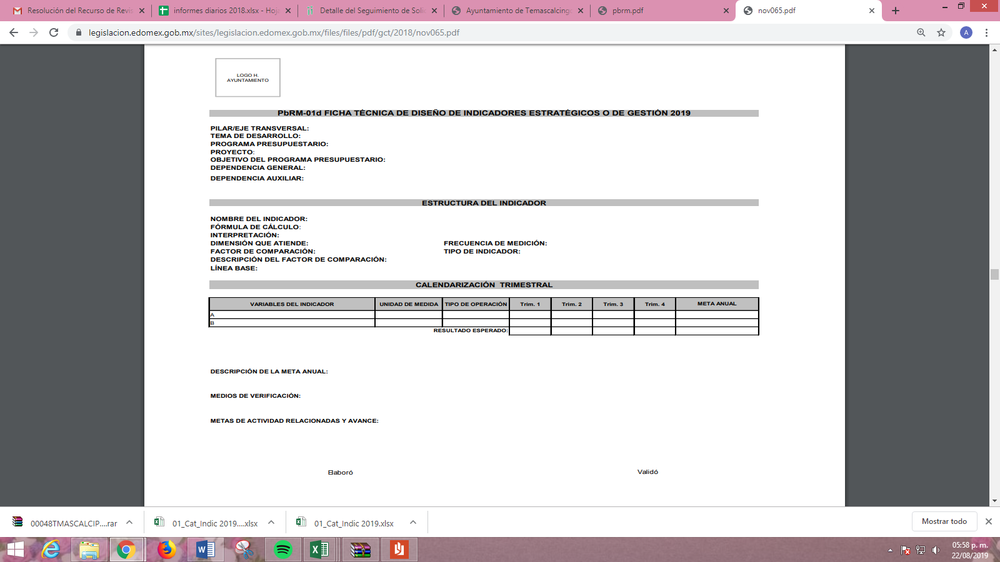 Resolución del Recurso de Revis
informes diarios 2018.xlsx - Hoja
Detalle del Seguimiento de Solic
Ayuntamiento de Temascalcingo
pbrm.pdf
nov065.pdf
legislacion.edomex.gob.mx/sites/legislacion.edomex.gob.mx/files/files/pdf/gct/2018/nov065.pdf
A
LOGO H.
AYUNTAMIENTO
PbRM-01d FICHA TÉCNICA DE DISEÑO DE INDICADORES ESTRATÉGICOS O DE GESTIÓN 2019
PILAR/EJE TRANSVERSAL:
TEMA DE DESARROLLO:
PROGRAMA PRESUPUESTARIO:
PROYECTO:
OBJETIVO DEL PROGRAMA PRESUPUESTARIO:
DEPENDENCIA GENERAL:
DEPENDENCIA AUXILIAR:
ESTRUCTURA DEL INDICADOR
NOMBRE DEL INDICADOR:
FÓRMULA DE CÁLCULO:
INTERPRETACIÓN:
DIMENSIÓN QUE ATIENDE: FRECUENCIA DE MEDICIÓN:
FACTOR DE COMPARACIÓN: TIPO DE INDICADOR:
DESCRIPCIÓN DEL FACTOR DE COMPARACIÓN:
LÍNEA BASE:
CALENDARIZACIÓN TRIMESTRAL
VARIABLES DEL INDICADOR UNIDAD DE MEDIDA TIPO DE OPERACIÓN Trim. 1 Trim. 2 Trim. 3 Trim. 4 META ANUAL
A
B
RESULTADO ESPERADO:
DESCRIPCIÓN DE LA META ANUAL:
MEDIOS DE VERIFICACIÓN:
METAS DE ACTIVIDAD RELACIONADAS Y AVANCE:
Elaboró Validó
00048TMASCALCIP....rar
01_Cat_Indic 2019....xlsx
01_Cat_Indic 2019.xlsx
Mostrar todo
05:58 p. m.
22/08/2019